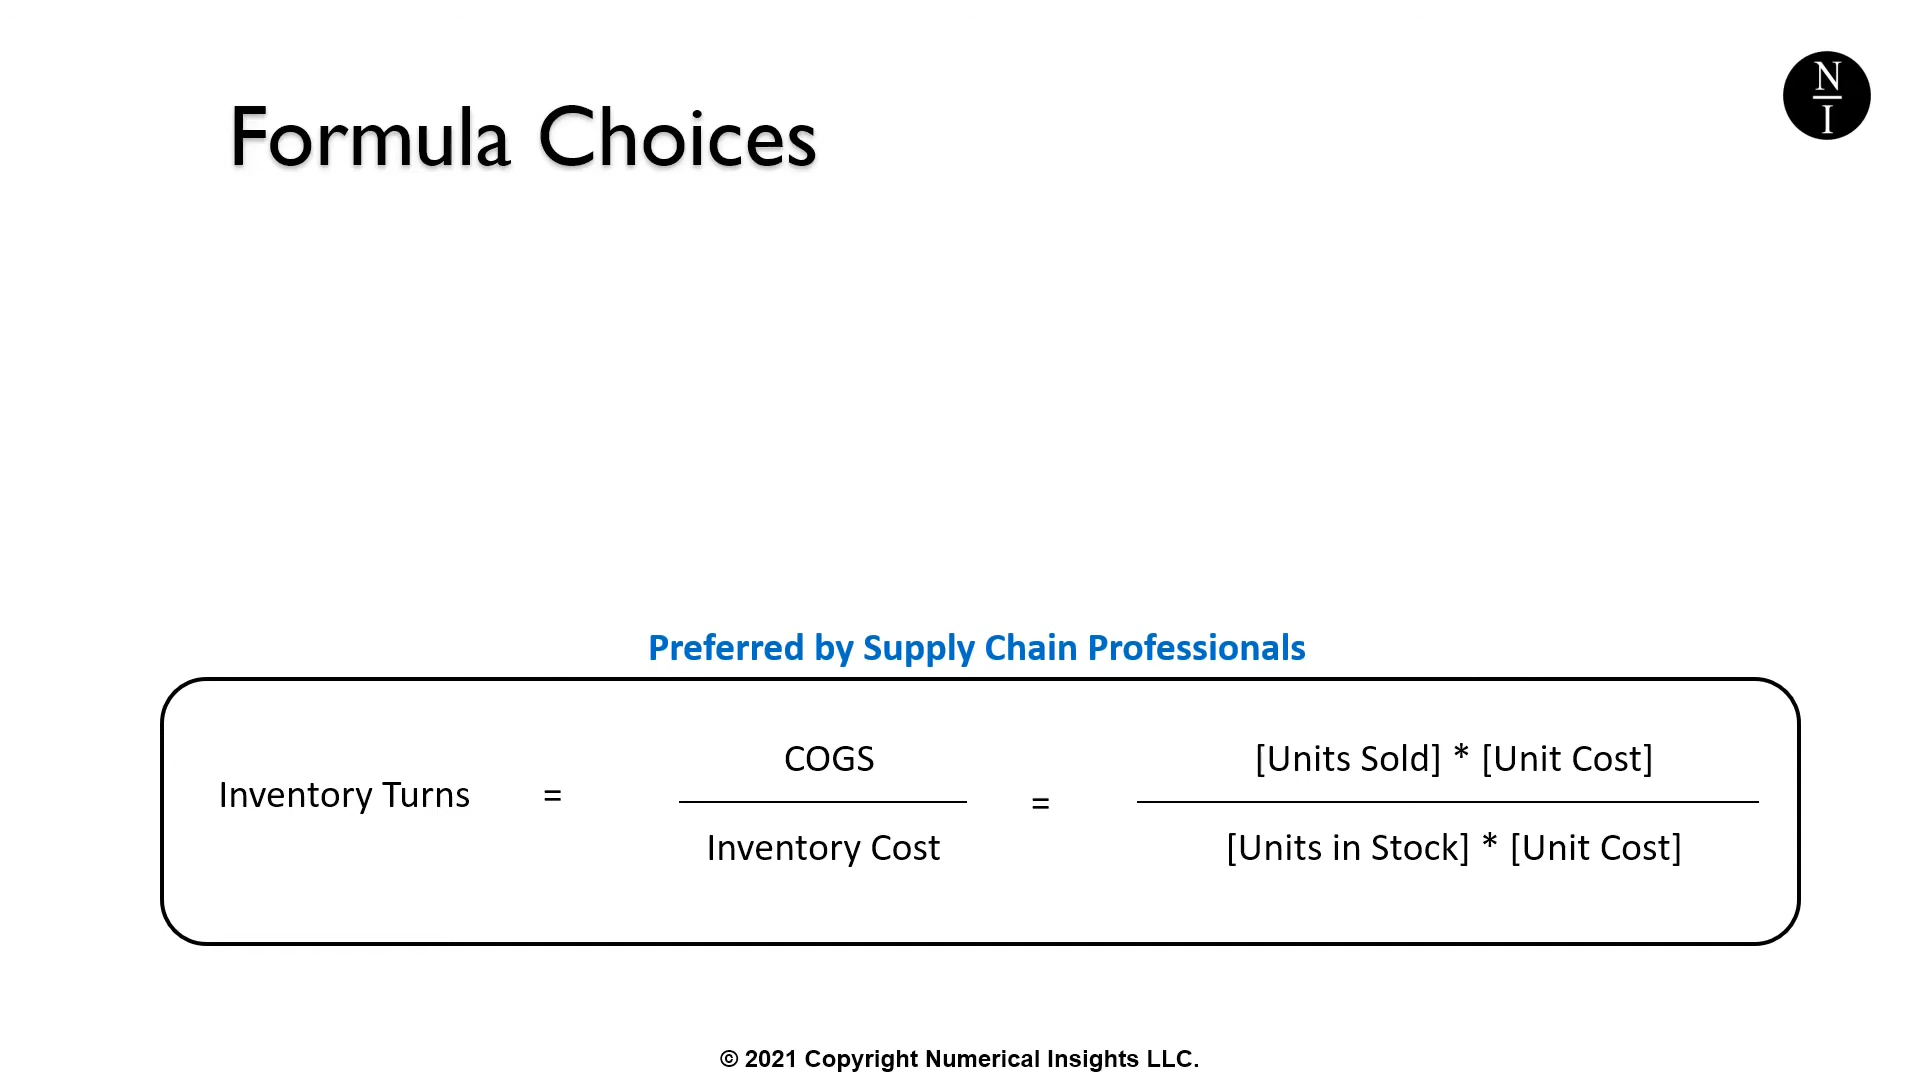 N
I
Formula Choices
Preferred by Supply Chain Professionals
Inventory Turns = COGS / Inventory Cost = [Units Sold] * [Unit Cost] / [Units in Stock] * [Unit Cost]
© 2021 Copyright Numerical Insights LLC.